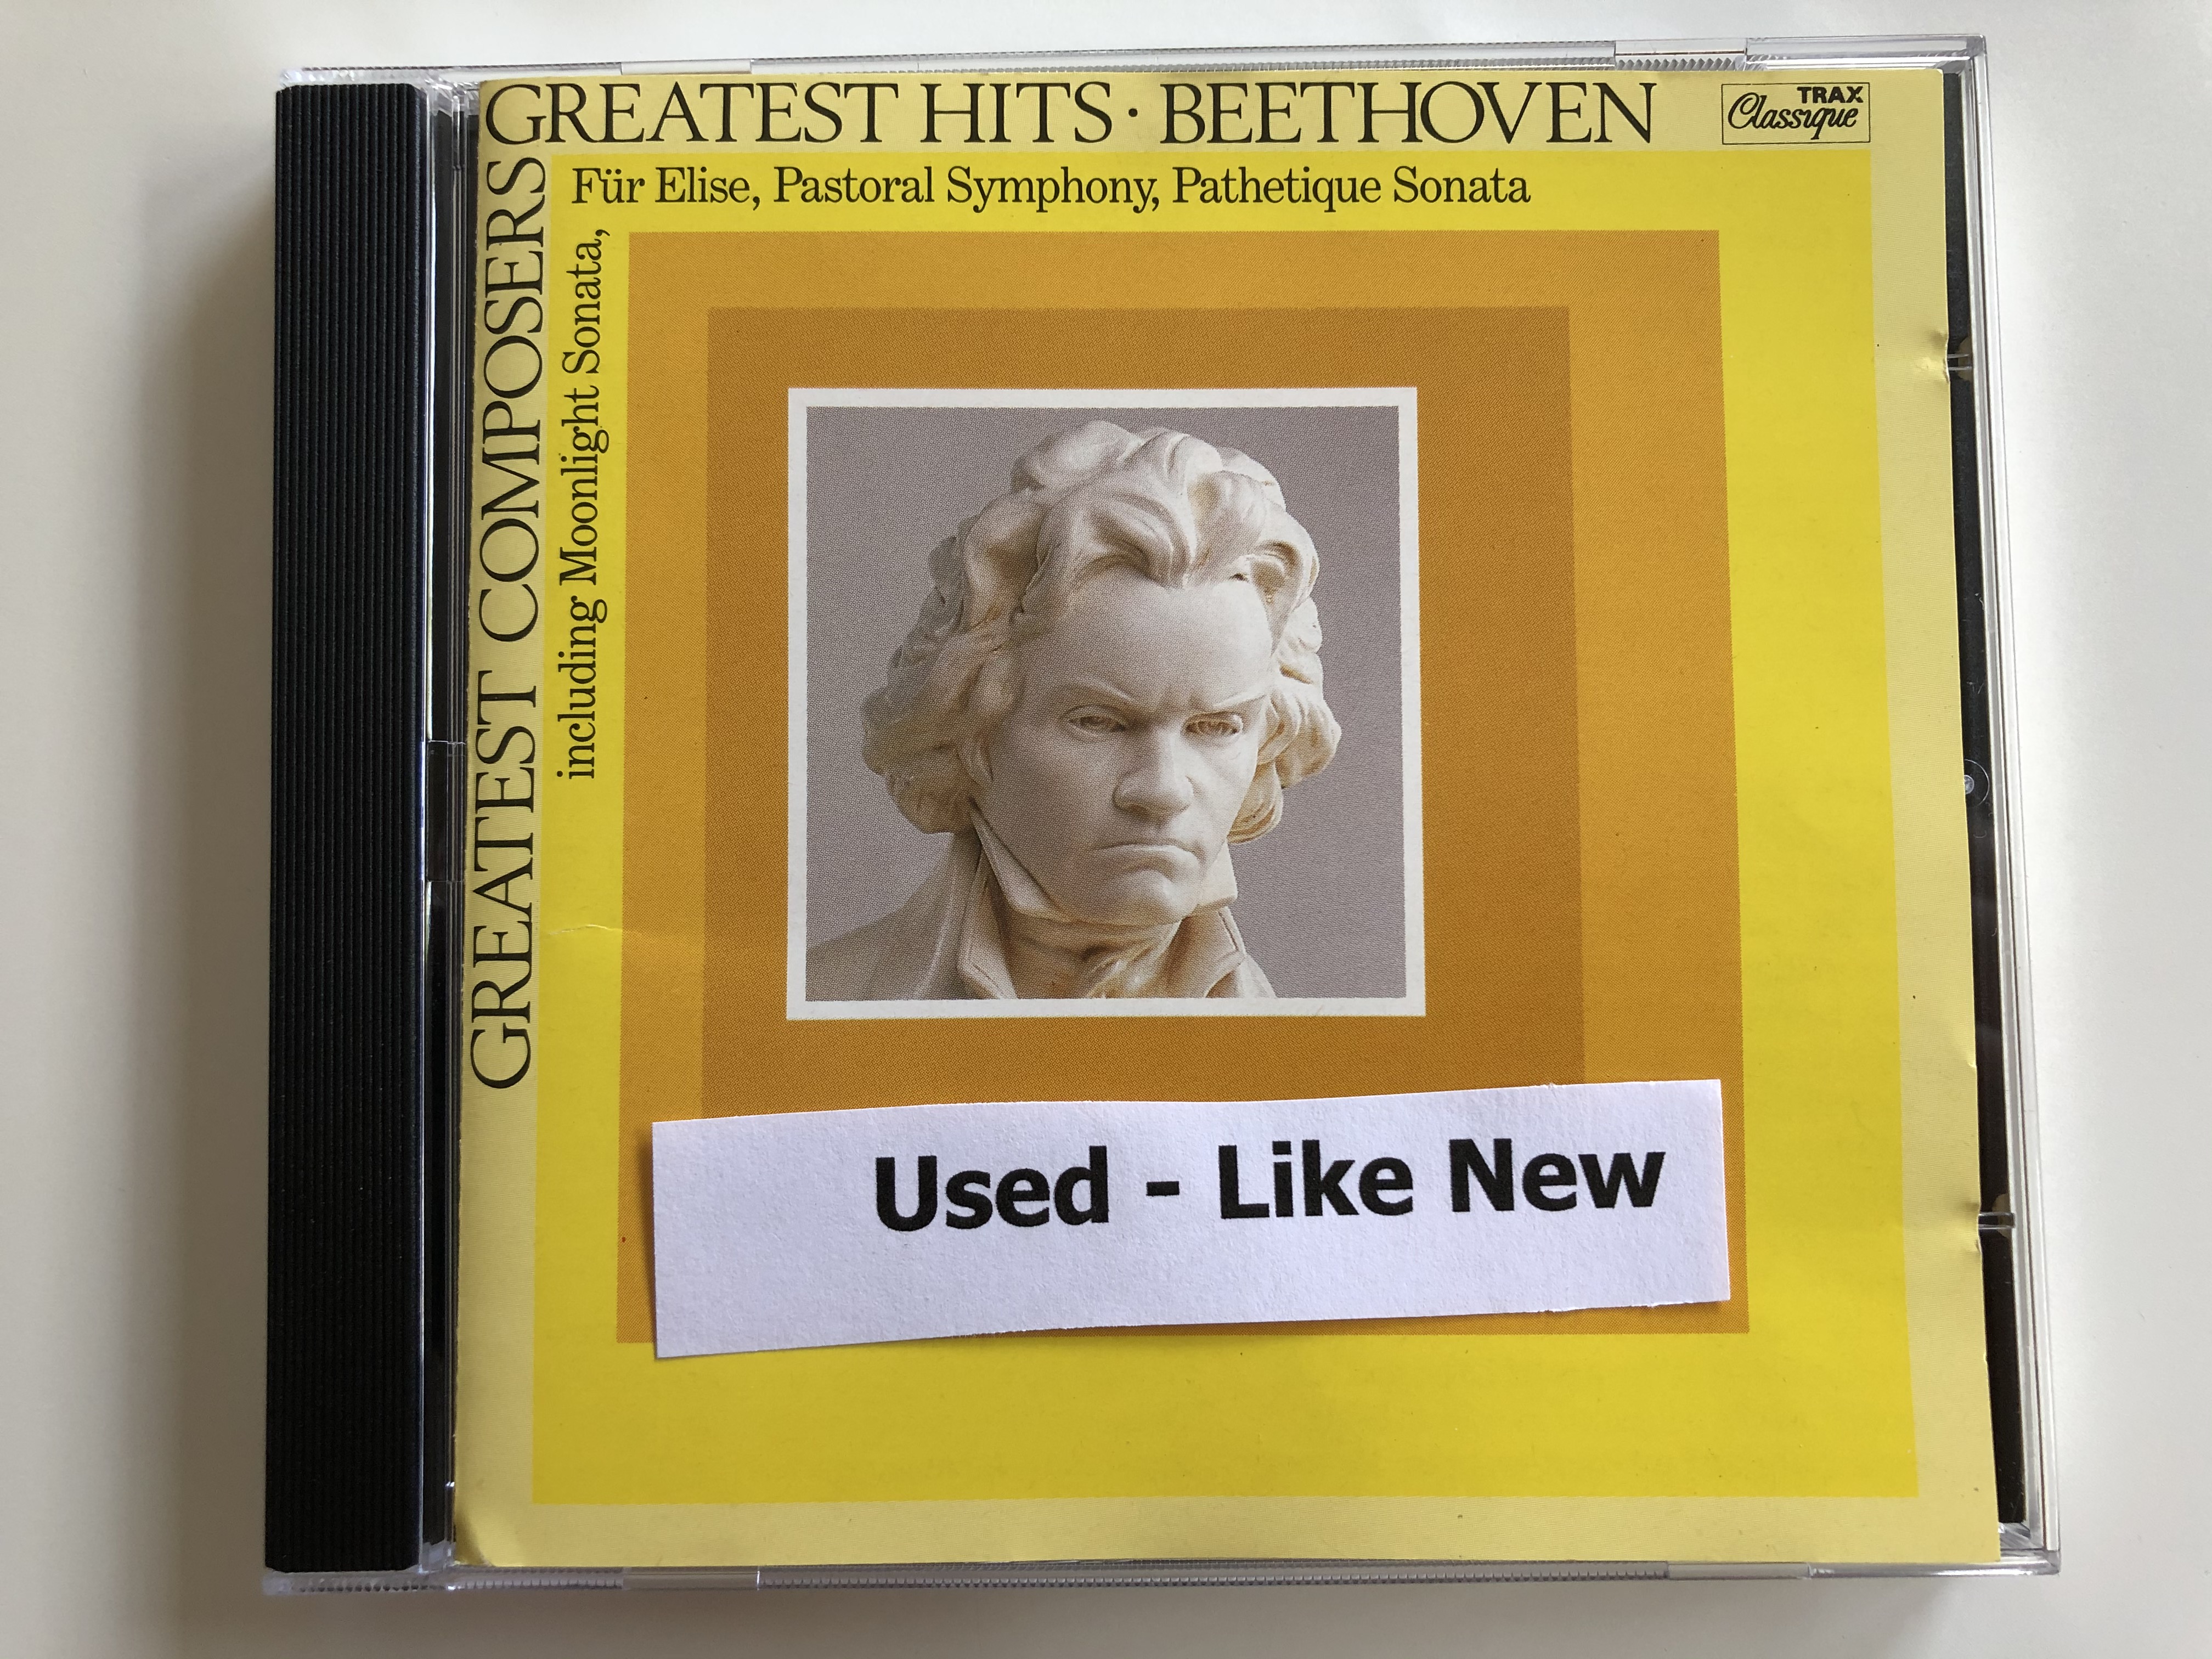 GREATEST COMPOSERS
GREATEST HITS · BEETHOVEN
TRAX
Classique
including Moonlight Sonata,
Für Elise, Pastoral Symphony, Pathetique Sonata
Used - Like New